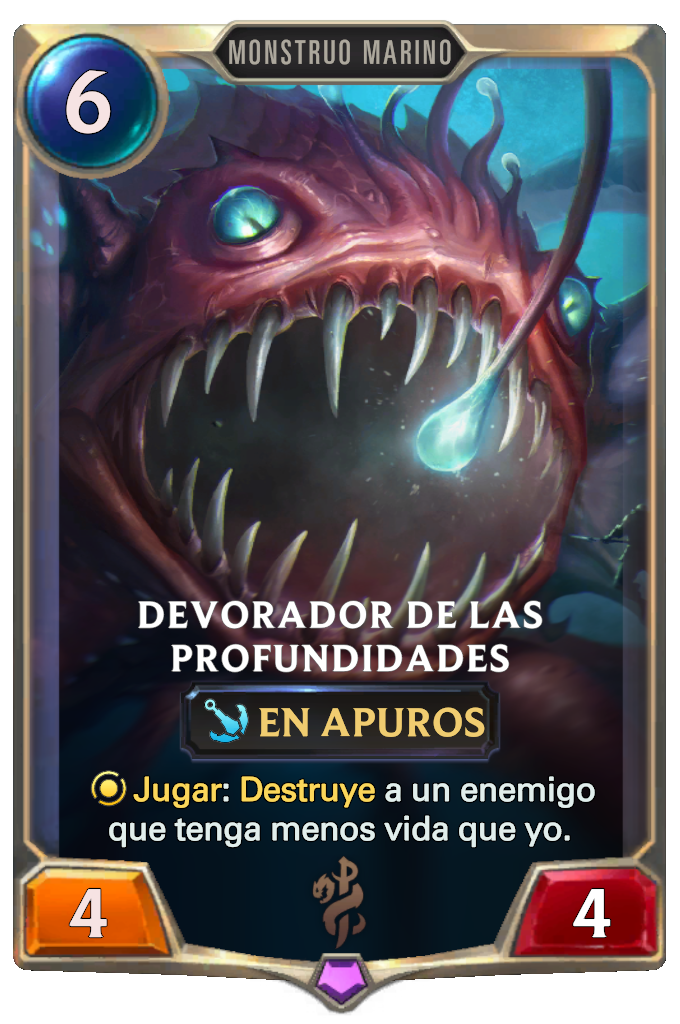 MONSTRUO MARINO
6
DEVORADOR DE LAS
PROFUNDIDADES
EN APUROS
Jugar: Destruye a un enemigo
que tenga menos vida que yo.
4
4